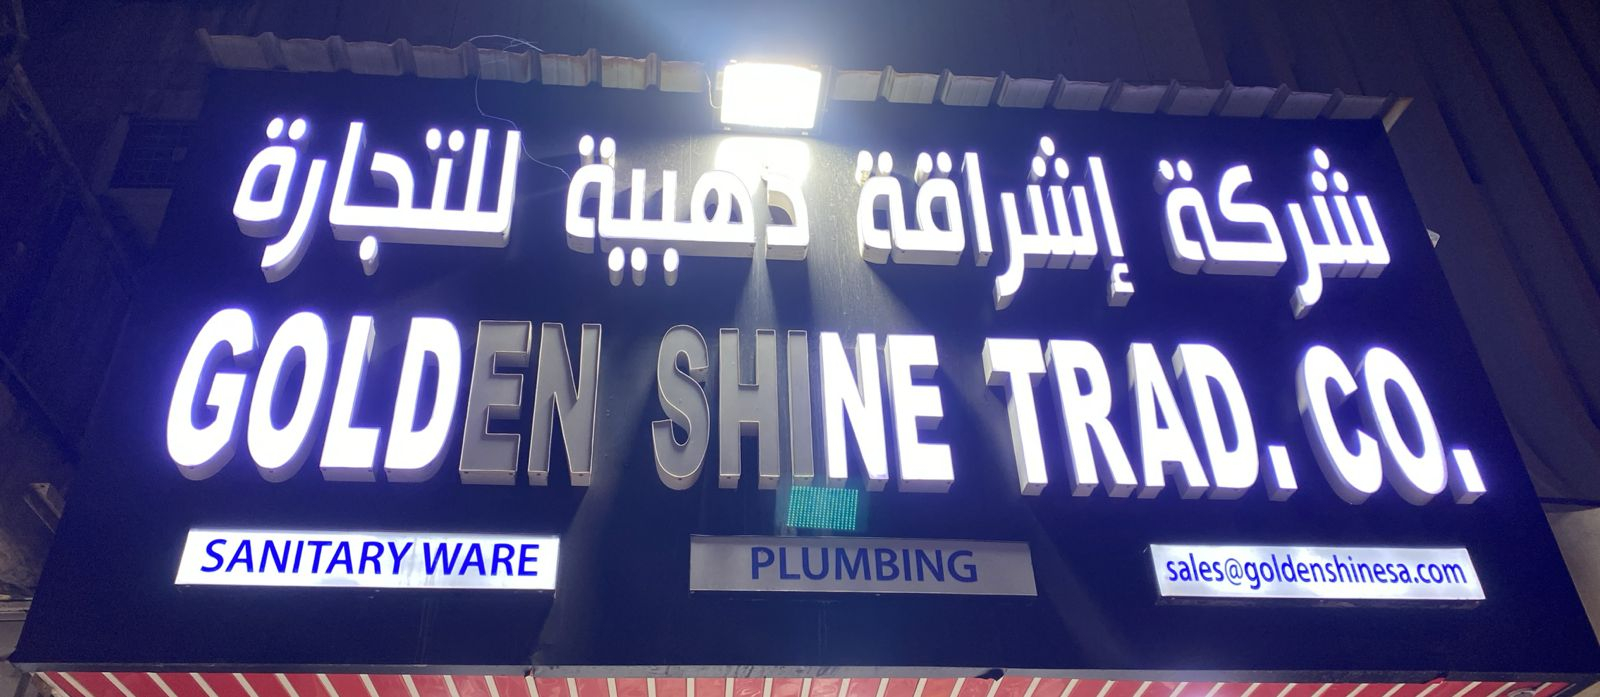 شركة إشراقة ذهبية للتجارة
GOLDEN SHINE TRAD. CO.
SANITARY WARE
PLUMBING
sales@goldenshinesa.com